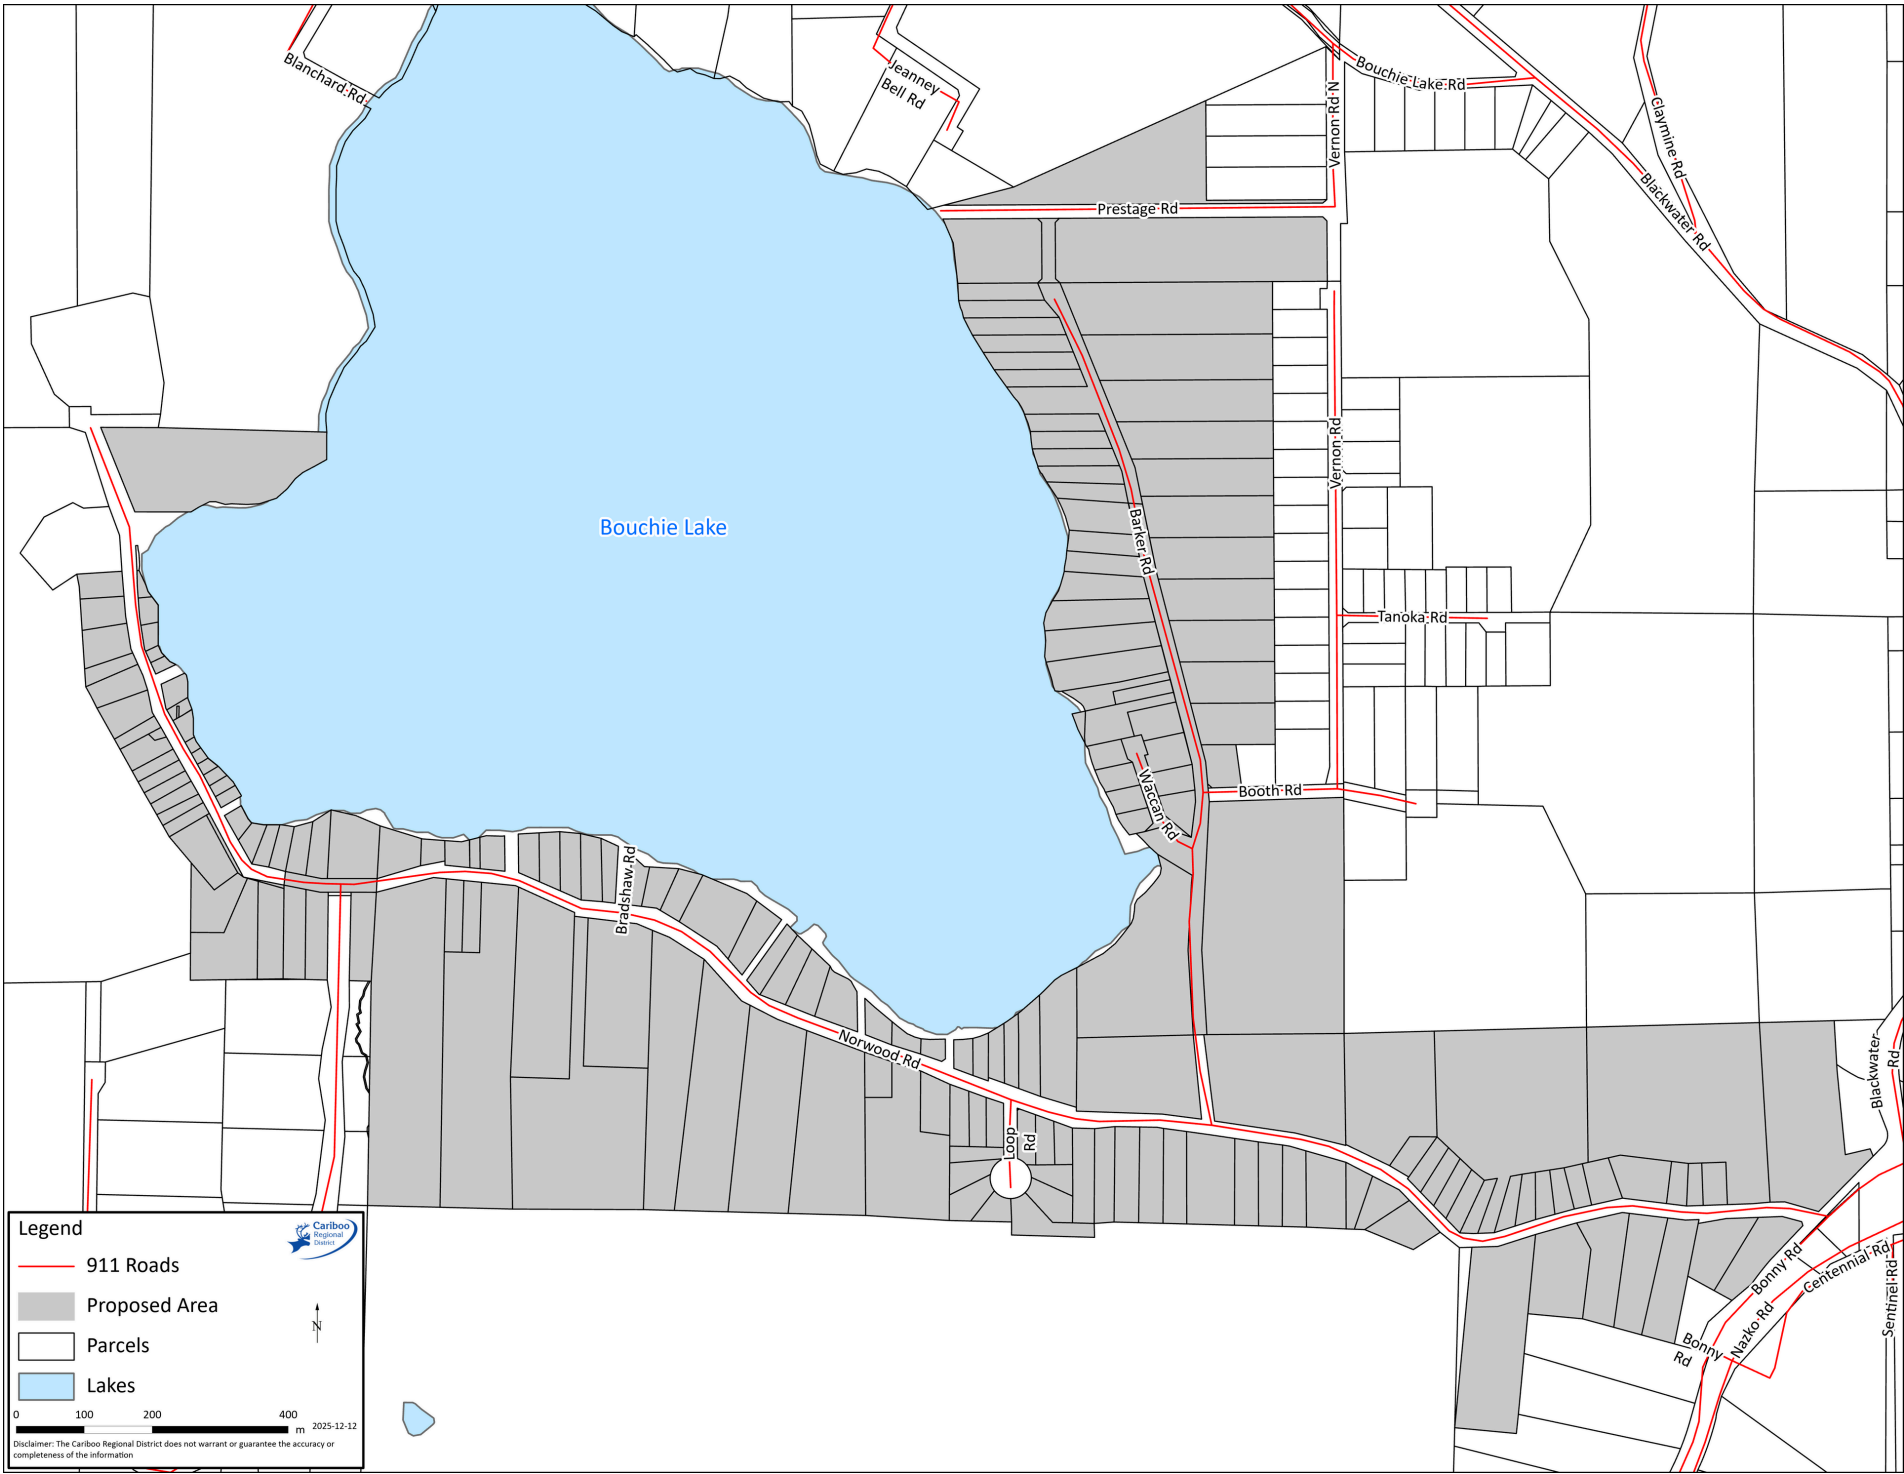 Blanchard Rd
Jeanney
Bell Rd
Bouchie Lake Rd
Vernon Rd N
Claymine Rd
Blackwater Rd
Prestage Rd
Vernon Rd
Bouchie Lake
Barker Rd
Tanoka Rd
Waccan Rd
Booth Rd
Bradshaw Rd
Norwood Rd
Loop
Rd
Blackwater
Rd
Bonny Rd
Centennial Rd
Sentinel Rd
Nazko Rd
Bonny
Rd
Legend
Cariboo
Regional
District
911 Roads
Proposed Area
N
Parcels
Lakes
0 100 200 400
m 2025-12-12
Disclaimer: The Cariboo Regional District does not warrant or guarantee the accuracy or
completeness of the information